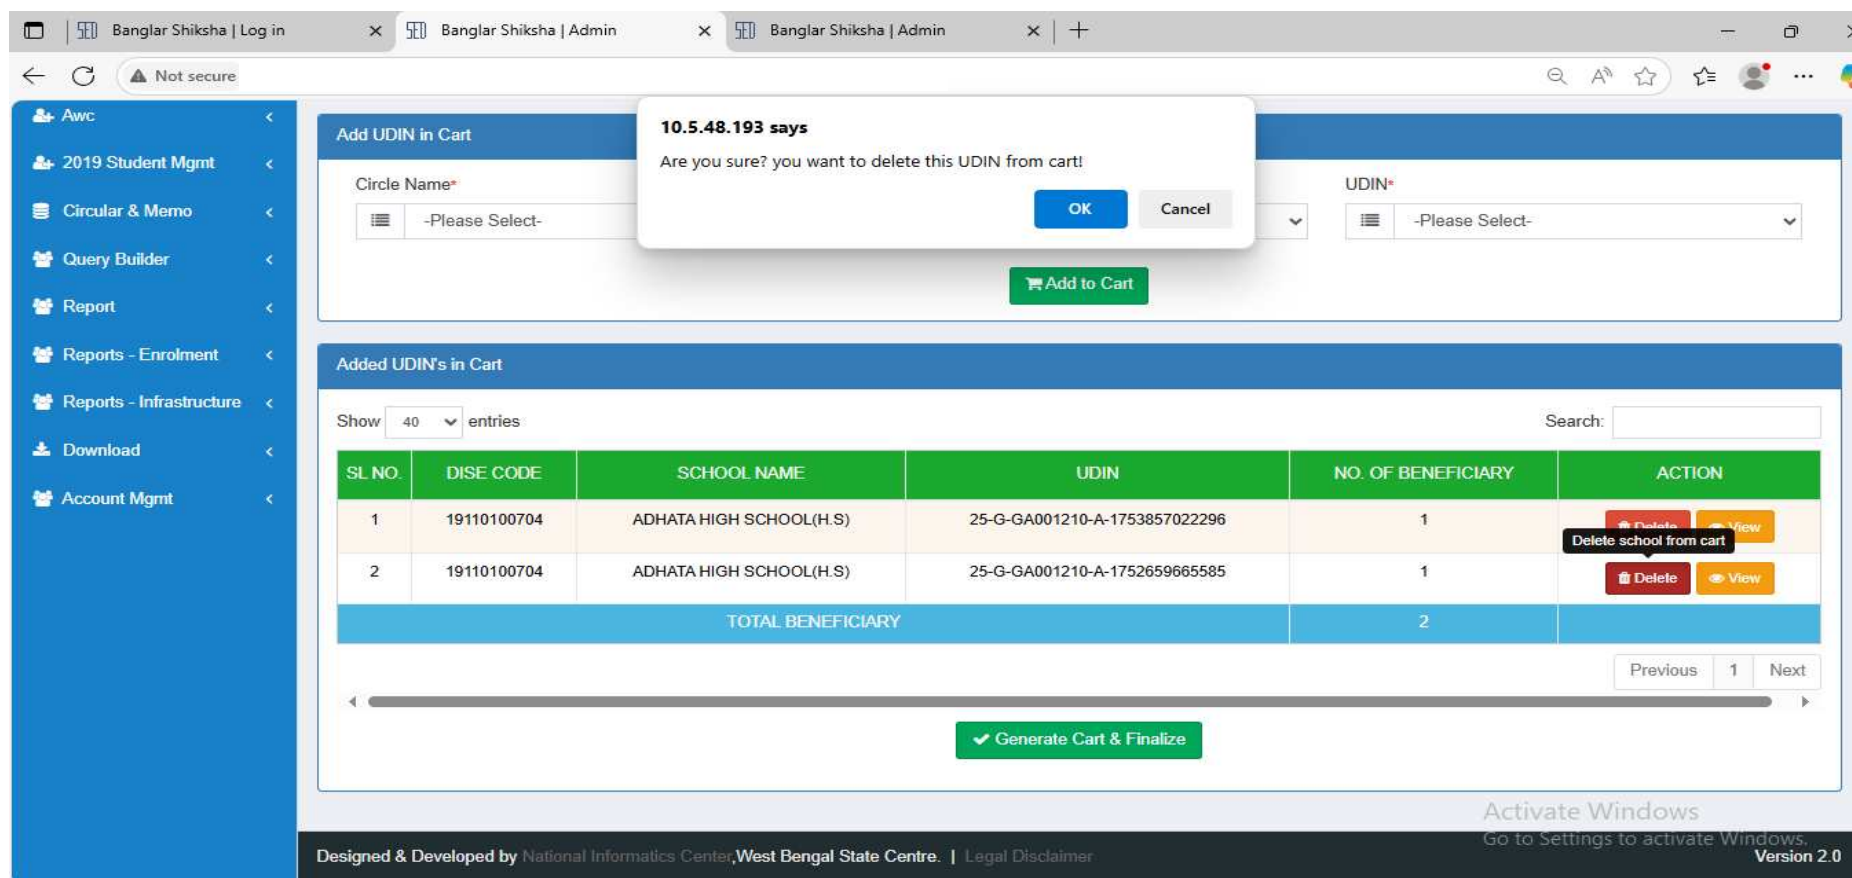 Banglar Shiksha | Log in
Banglar Shiksha | Admin
Banglar Shiksha | Admin
Not secure
10.5.48.193 says
Are you sure? you want to delete this UDIN from cart!
OK
Cancel
Awc
2019 Student Mgmt
Circular & Memo
Query Builder
Report
Reports - Enrolment
Reports - Infrastructure
Download
Account Mgmt
Add UDIN in Cart
Circle Name*
UDIN*
-Please Select-
-Please Select-
Add to Cart
Added UDIN's in Cart
Show 40 entries
Search:
SL NO. DISE CODE SCHOOL NAME UDIN NO. OF BENEFICIARY ACTION
1 19110100704 ADHATA HIGH SCHOOL(H.S) 25-G-GA001210-A-1753857022296 1 Delete View
Delete school from cart
2 19110100704 ADHATA HIGH SCHOOL(H.S) 25-G-GA001210-A-1752659665585 1 Delete View
TOTAL BENEFICIARY 2
Previous 1 Next
Generate Cart & Finalize
Activate Windows
Go to Settings to activate Windows.
Designed & Developed by National Informatics Center,West Bengal State Centre. | Legal Disclaimer
Version 2.0